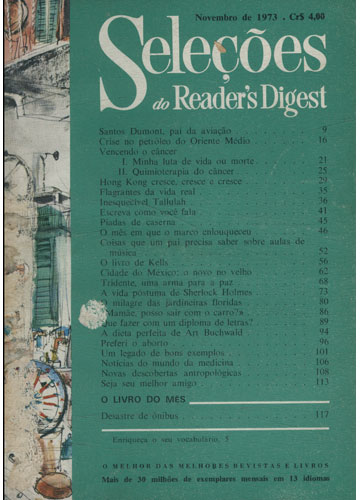 Novembro de 1973 . Cr$ 4,00
Seleções
do Reader's Digest
Santos Dumont, pai da aviação 9
Crise no petróleo do Oriente Médio 16
Vencendo o câncer
I. Minha luta de vida ou morte 21
II. Quimioterapia do câncer 25
Hong Kong cresce, cresce e cresce 29
Flagrantes da vida real 35
Inesquecível Tallulah 36
Escreva como você fala 41
Piadas de caserna 45
O mês em que o marco enlouqueceu 46
Coisas que um pai precisa saber sobre aulas de
música 52
O livro de Kells 56
Cidade do México: o novo no velho 62
Tridente, uma arma para a paz 68
A vida póstuma de Sherlock Holmes 73
O milagre das jardineiras floridas 80
«Mamãe, posso sair com o carro?» 86
Que fazer com um diploma de letras? 89
A dieta perfeita de Art Buchwald 94
Preferi o aborto 96
Um legado de bons exemplos 101
Notícias do mundo da medicina 106
Novas descobertas antropológicas 108
Seja seu melhor amigo 113
O LIVRO DO MÊS
Desastre de ônibus 117
Enriqueça o seu vocabulário, 5
O MELHOR DAS MELHORES REVISTAS E LIVROS
Mais de 30 milhões de exemplares mensais em 13 idiomas